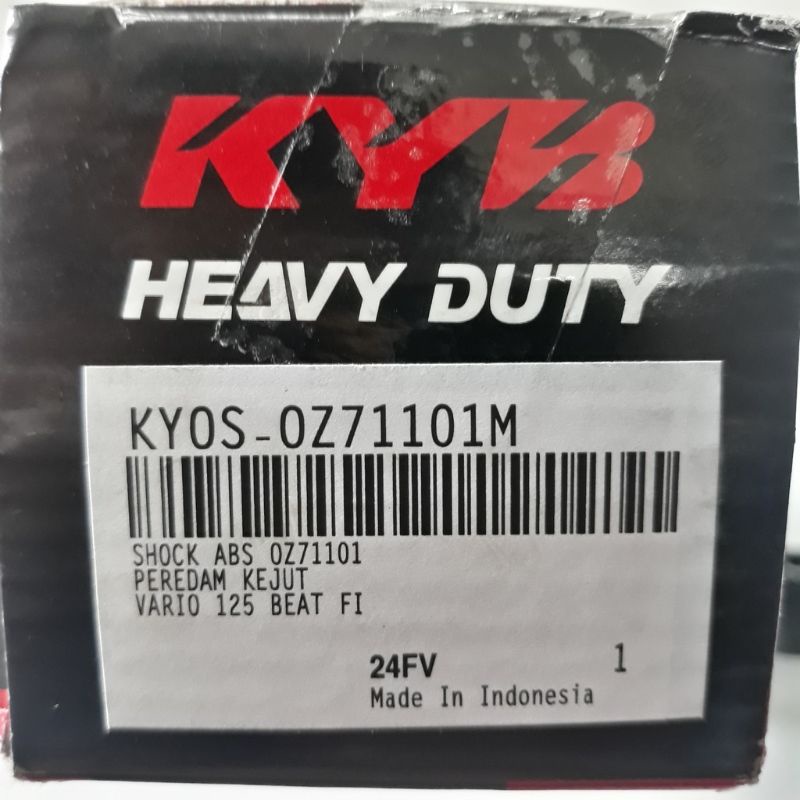 KYB
HEAVY DUTY
KYOS-OZ71101M
SHOCK ABS OZ71101
PEREDAM KEJUT
VARIO 125 BEAT FI
24FV 1
Made In Indonesia